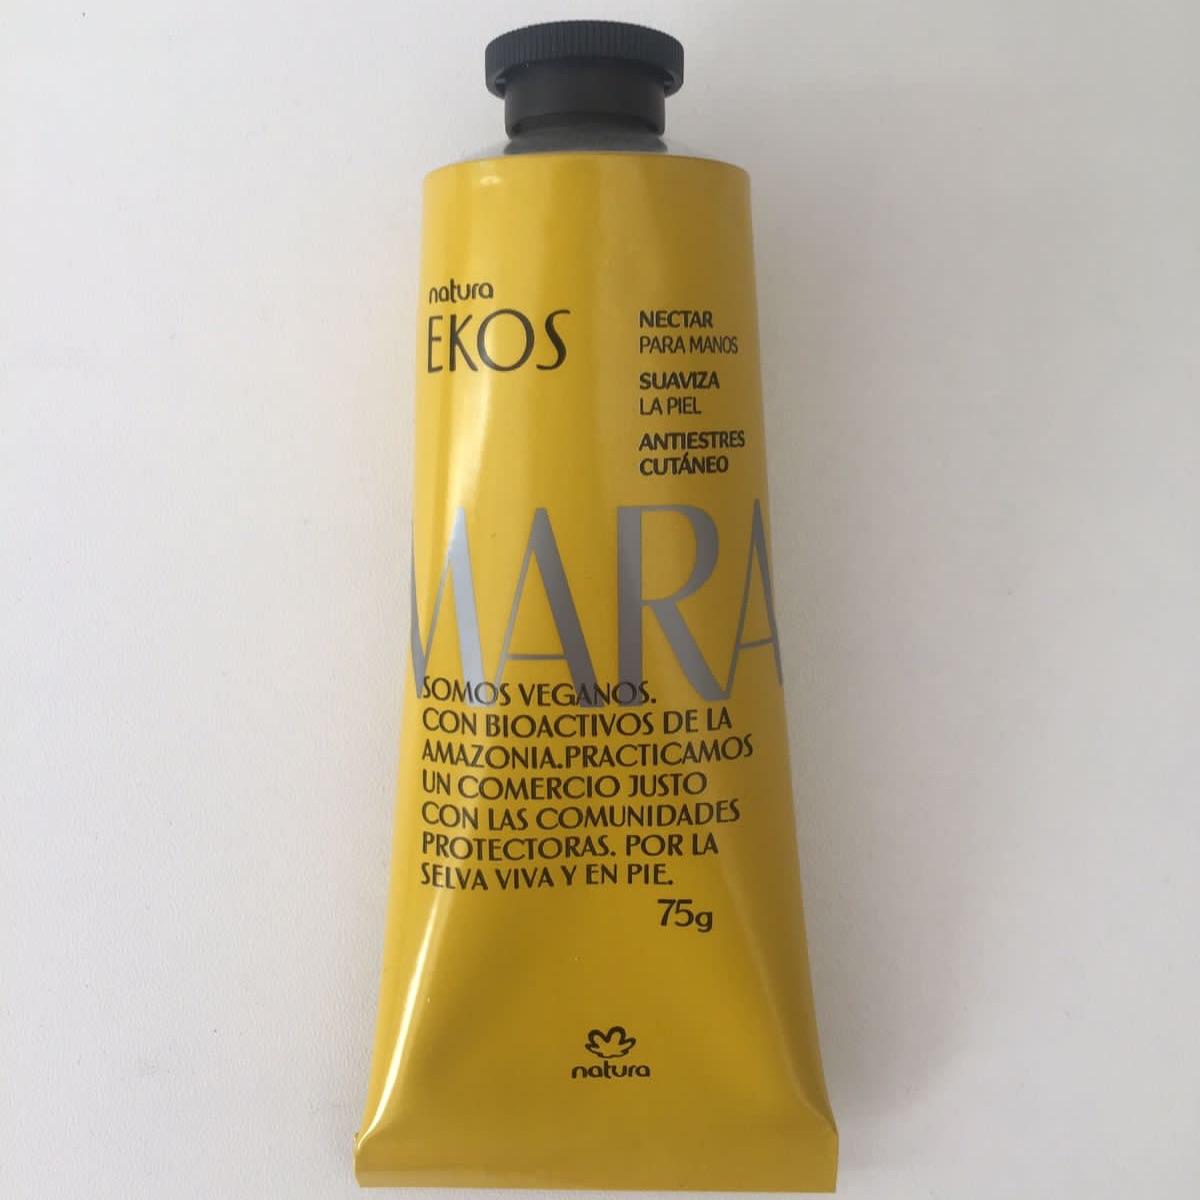 natura
EKOS
NECTAR
PARA MANOS
SUAVIZA
LA PIEL
ANTIESTRES
CUTÁNEO
MARA
SOMOS VEGANOS.
CON BIOACTIVOS DE LA
AMAZONIA.PRACTICAMOS
UN COMERCIO JUSTO
CON LAS COMUNIDADES
PROTECTORAS. POR LA
SELVA VIVA Y EN PIE.
75g
natura